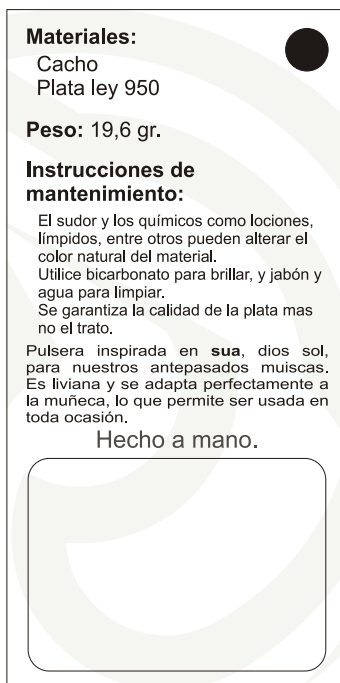 Materiales:
Cacho
Plata ley 950
Peso: 19,6 gr.
Instrucciones de
mantenimiento:
El sudor y los químicos como lociones,
límpidos, entre otros pueden alterar el
color natural del material.
Utilice bicarbonato para brillar, y jabón y
agua para limpiar.
Se garantiza la calidad de la plata mas
no el trato.
Pulsera inspirada en sua, dios sol,
para nuestros antepasados muiscas.
Es liviana y se adapta perfectamente a
la muñeca, lo que permite ser usada en
toda ocasión.
Hecho a mano.